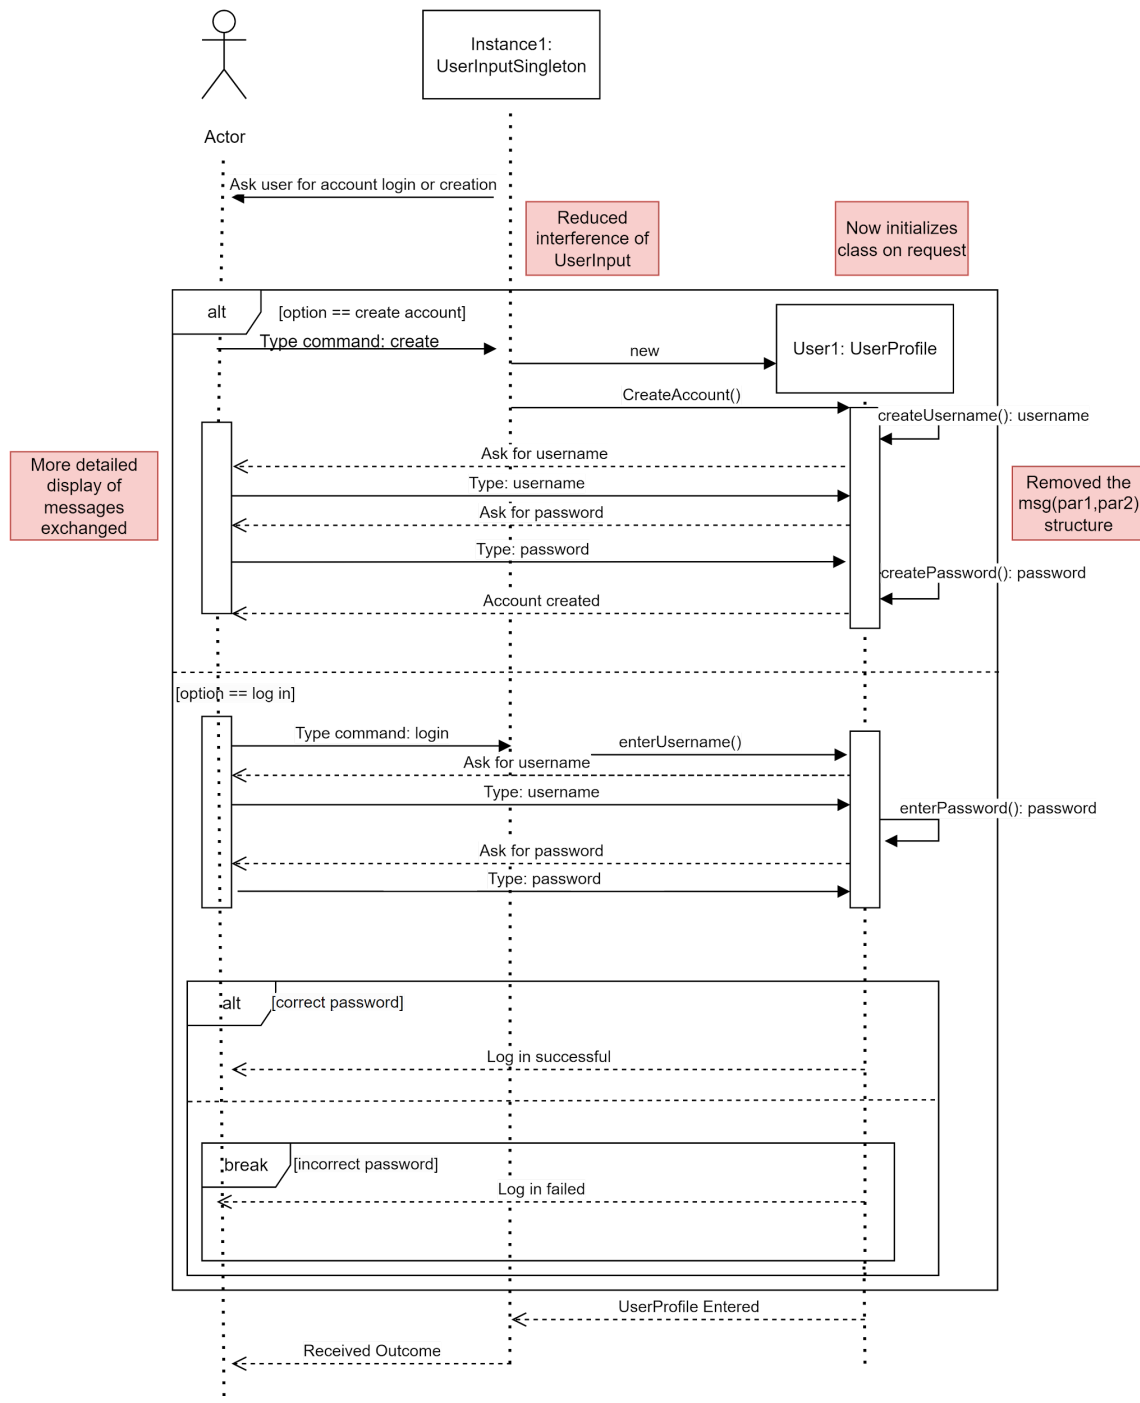 Instance1:
UserInputSingleton
Actor
Ask user for account login or creation
Reduced
interference of
UserInput
Now initializes
class on request
alt
[option == create account]
Type command: create
new
User1: UserProfile
CreateAccount()
createUsername(): username
Ask for username
More detailed
display of
messages
exchanged
Type: username
Removed the
msg(par1,par2)
structure
Ask for password
Type: password
createPassword(): password
Account created
[option == log in]
Type command: login
enterUsername()
Ask for username
Type: username
enterPassword(): password
Ask for password
Type: password
alt
[correct password]
Log in successful
break
[incorrect password]
Log in failed
UserProfile Entered
Received Outcome